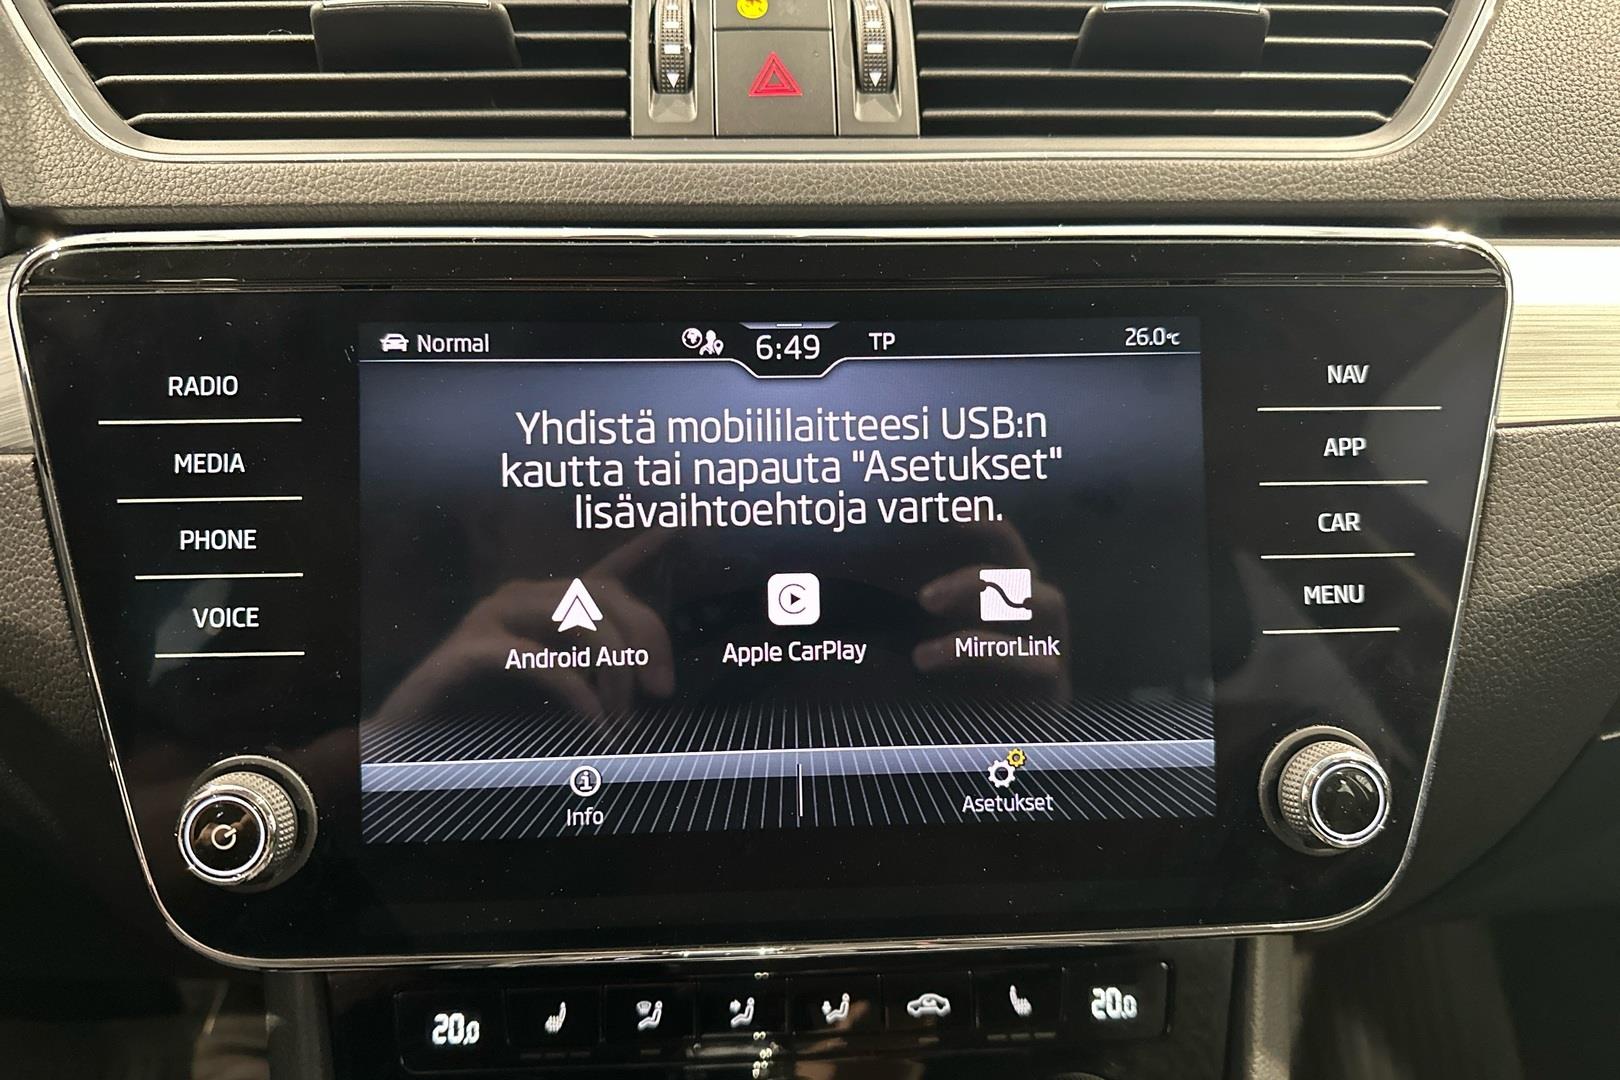 Normal
6:49
TP
26.0°C
RADIO
MEDIA
PHONE
VOICE
NAV
APP
CAR
MENU
Yhdistä mobiililaitteesi USB:n
kautta tai napauta "Asetukset"
lisävaihtoehtoja varten.
Android Auto
Apple CarPlay
MirrorLink
Info
Asetukset
20,0
20,0